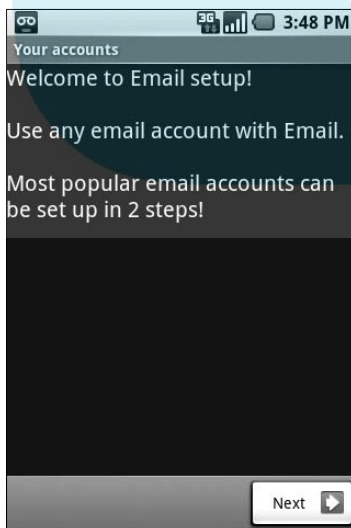 3G 3:48 PM
Your accounts
Welcome to Email setup!
Use any email account with Email.
Most popular email accounts can
be set up in 2 steps!
Next